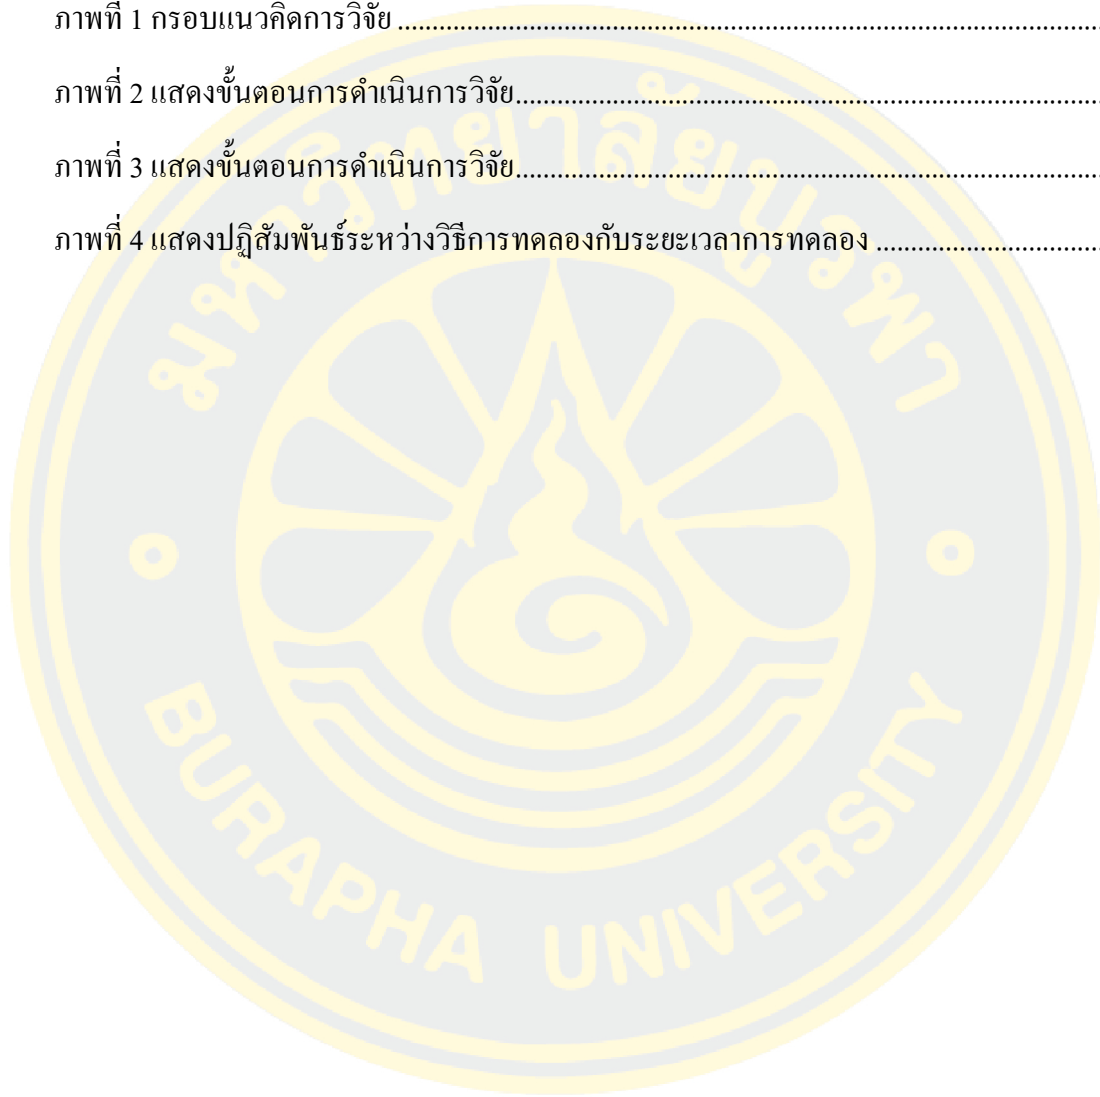 ภาพที่ 1 กรอบแนวคิดการวิจัย ....................................................................................................
ภาพที่ 2 แสดงขั้นตอนการดำเนินการวิจัย....................................................................................
ภาพที่ 3 แสดงขั้นตอนการดำเนินการวิจัย....................................................................................
ภาพที่ 4 แสดงปฏิสัมพันธ์ระหว่างวิธีการทดลองกับระยะเวลาการทดลอง ................................
มหาวิทยาลัยบูรพา
BURAPHA UNIVERSITY